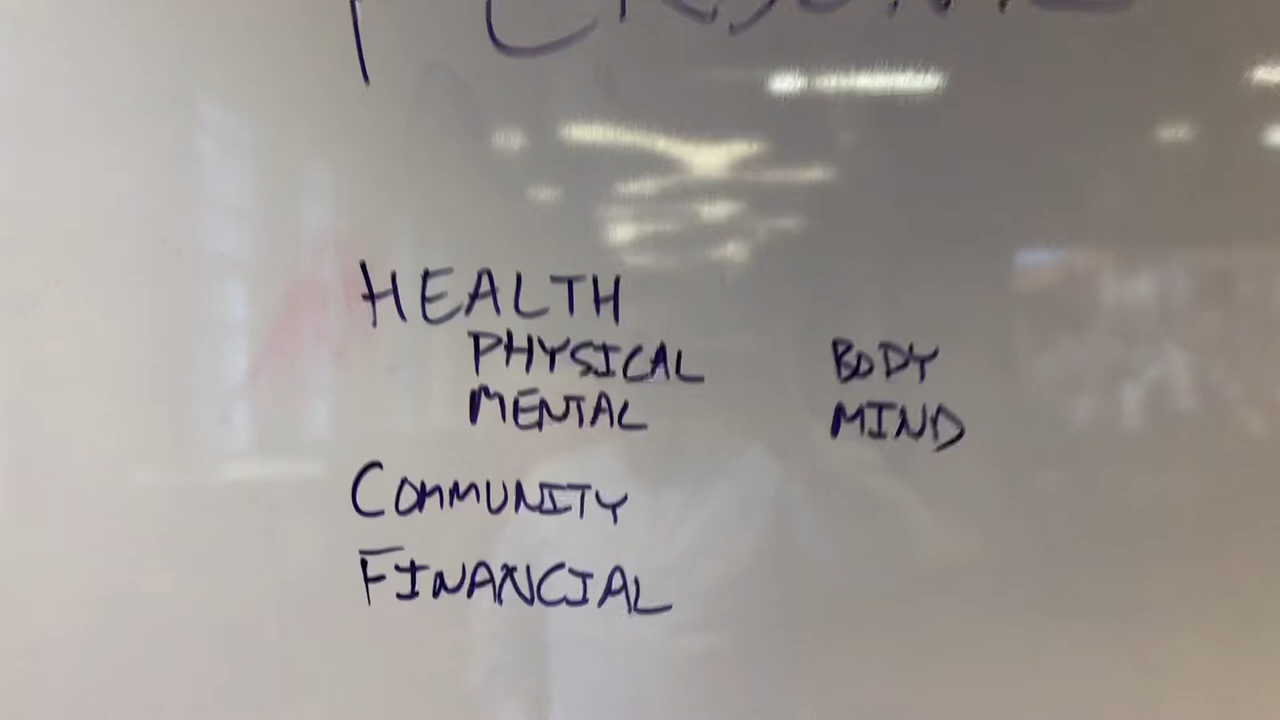 HEALTH
PHYSICAL BODY
MENTAL MIND
COMMUNITY
FINANCIAL